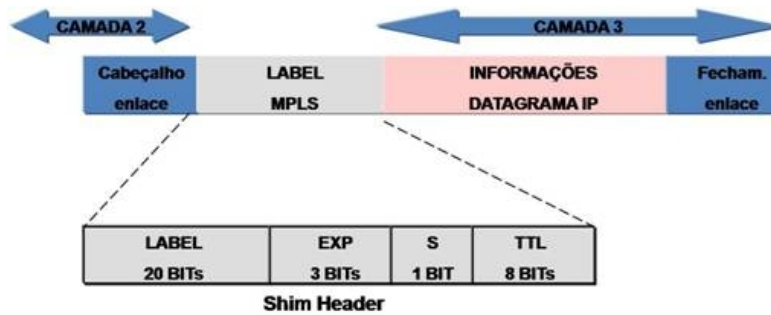 CAMADA 2
CAMADA 3
Cabeçalho
enlace
LABEL
MPLS
INFORMAÇÕES
DATAGRAMA IP
Fecham.
enlace
LABEL
20 BITs
EXP
3 BITs
S
1 BIT
TTL
8 BITs
Shim Header